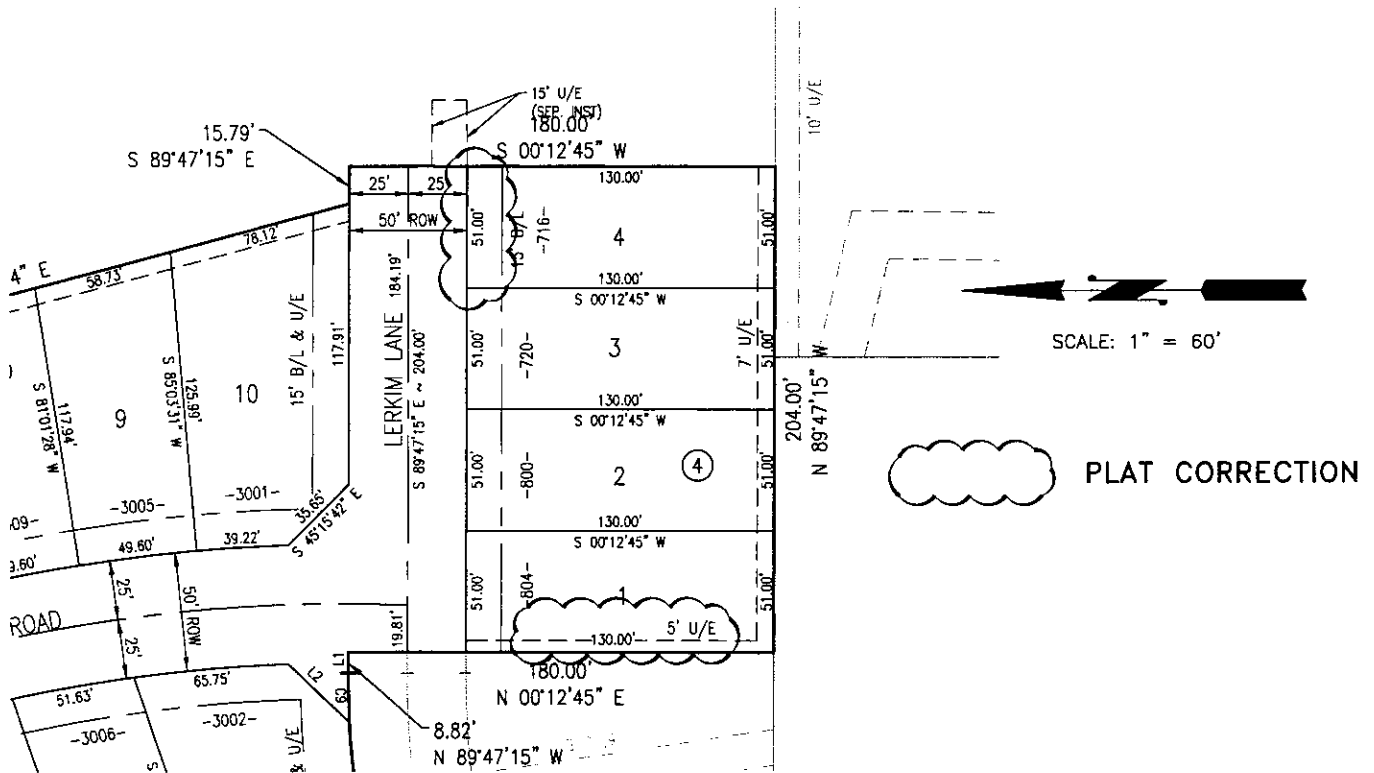 15' U/E
(SEP. INST)
180.00'
S 00°12'45" W
15.79'
S 89°47'15" E
10' U/E
25'
25'
50' ROW
130.00'
51.00'
15' B/L
-716-
4
51.00'
130.00'
S 00°12'45" W
4" E
58.73'
78.12'
117.91'
LERKIM LANE
184.19'
S 89°47'15" E ~ 204.00'
51.00'
-720-
3
7' U/E
51.00'
130.00'
S 00°12'45" W
SCALE: 1" = 60'
204.00'
N 89°47'15" W
S 81°01'28" W
117.94'
9
S 85°03'31" W
125.99'
10
15' B/L & U/E
51.00'
-800-
2
4
51.00'
130.00'
S 00°12'45" W
PLAT CORRECTION
09-
-3005-
-3001-
35.65'
S 45°15'42" E
9.60'
49.60'
39.22'
51.00'
-804-
1
51.00'
5' U/E
130.00'
ROAD
25'
25'
50' ROW
19.81'
L1
L2
60
180.00'
N 00°12'45" E
51.63'
65.75'
-3006-
-3002-
S
& U/E
8.82'
N 89°47'15" W